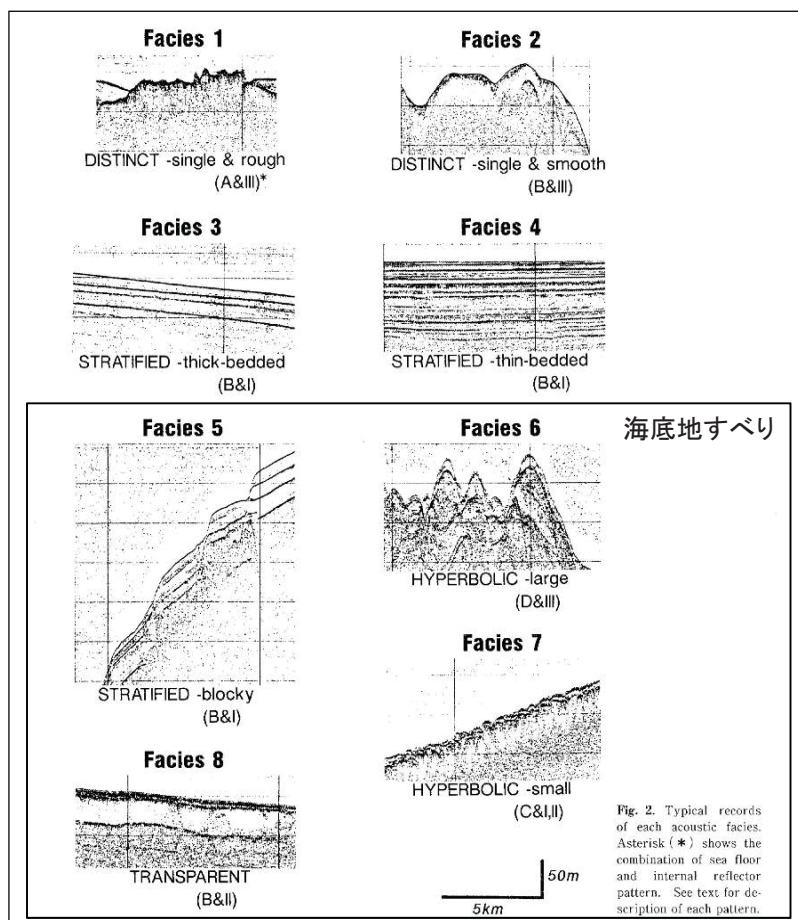 Facies 1
DISTINCT -single & rough
(A&III)*
Facies 2
DISTINCT -single & smooth
(B&III)
Facies 3
STRATIFIED -thick-bedded
(B&I)
Facies 4
STRATIFIED -thin-bedded
(B&I)
海底地すべり
Facies 5
STRATIFIED -blocky
(B&I)
Facies 6
HYPERBOLIC -large
(D&III)
Facies 7
HYPERBOLIC -small
(C&I,II)
Facies 8
TRANSPARENT
(B&II)
50m
5km
Fig. 2. Typical records
of each acoustic facies.
Asterisk (*) shows the
combination of sea floor
and internal reflector
pattern. See text for de-
scription of each pattern.